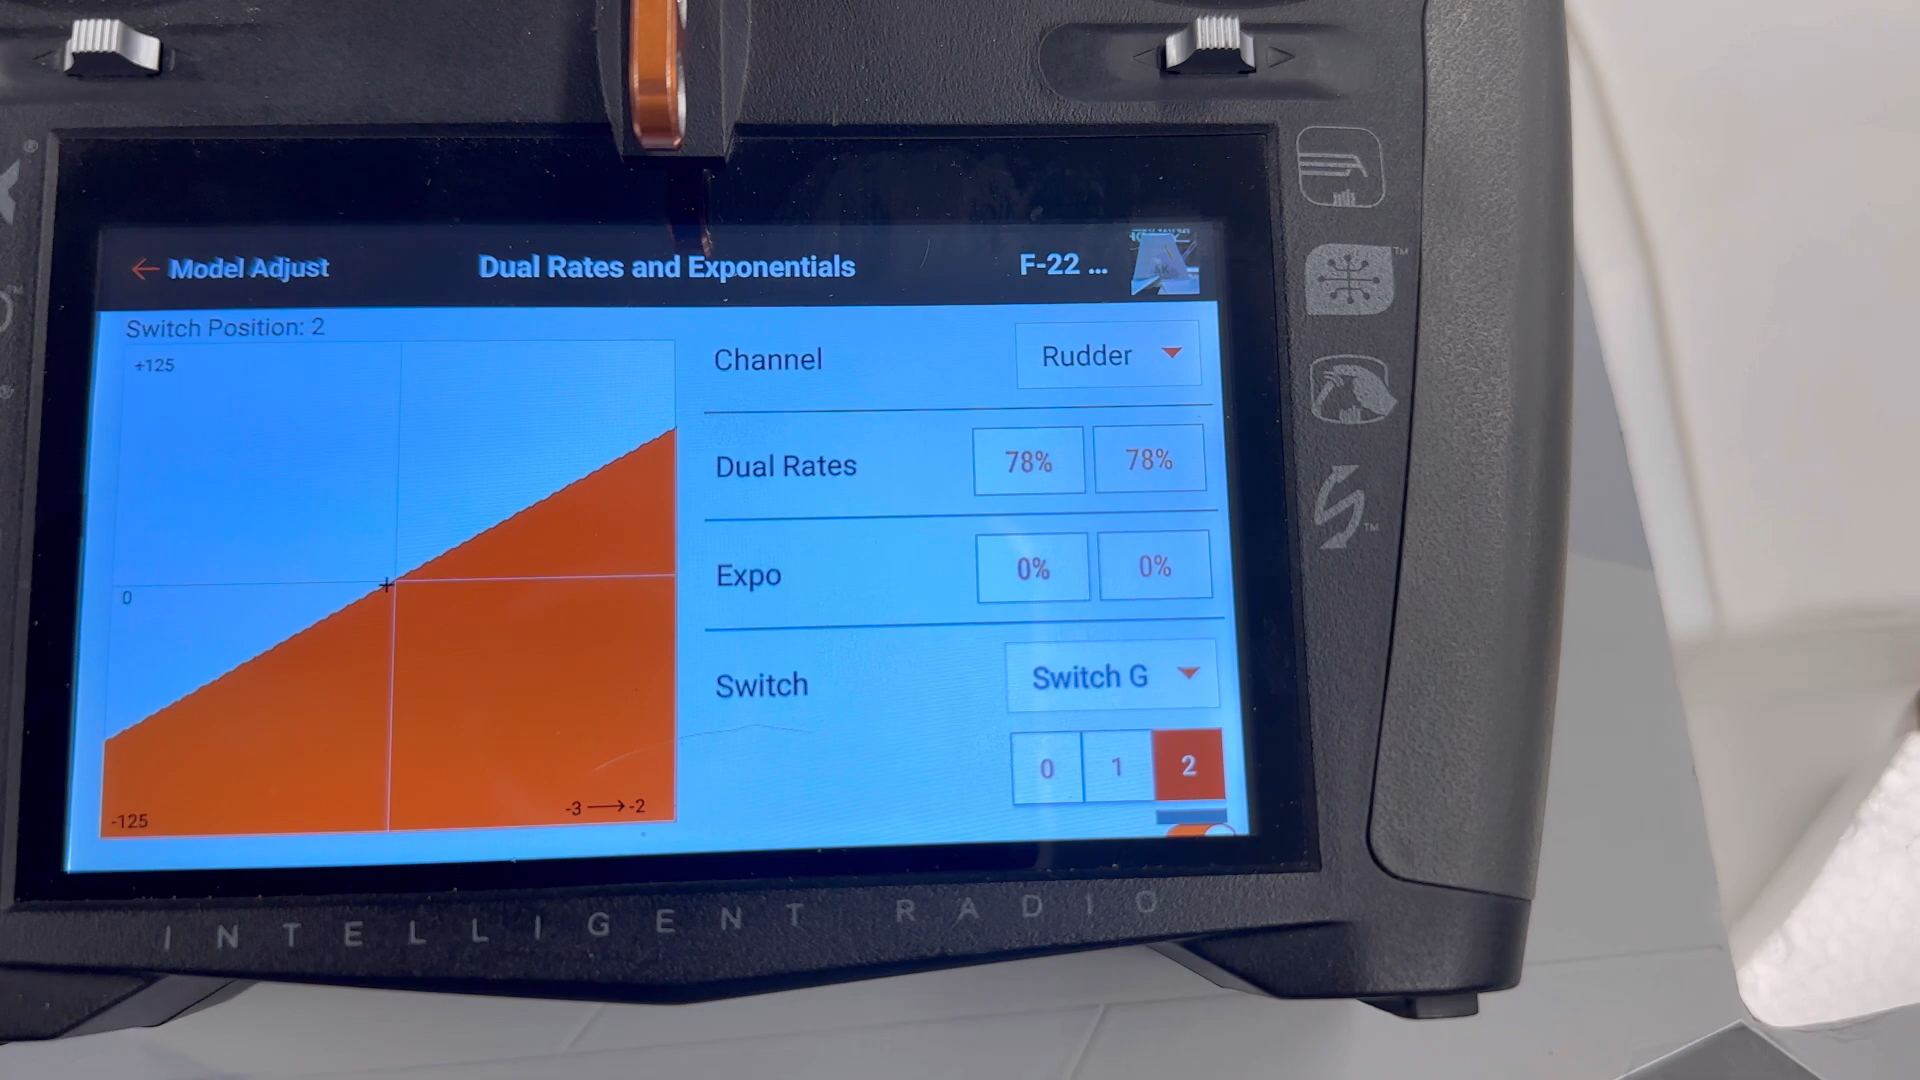 ← Model Adjust Dual Rates and Exponentials F-22 ...
Switch Position: 2
+125
0
-125
-3 → -2
Channel Rudder
Dual Rates 78% 78%
Expo 0% 0%
Switch Switch G
0 1 2
INTELLIGENT RADIO